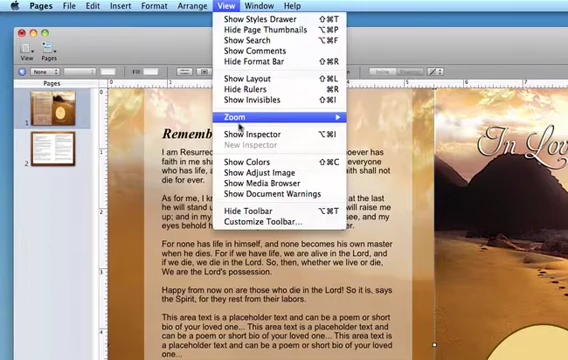 Pages File Edit Insert Format Arrange View Window Help
View Pages
None Fill: Inline
Pages
1
2
Show Styles Drawer ⇧⌘T
Hide Page Thumbnails ⌥⌘P
Show Search ⌥⌘F
Show Comments
Hide Format Bar ⇧⌘R
Show Layout ⇧⌘L
Hide Rulers ⌘R
Show Invisibles ⇧⌘I
Zoom
Show Inspector ⌥⌘I
New Inspector
Show Colors ⇧⌘C
Show Adjust Image
Show Media Browser
Show Document Warnings
Hide Toolbar ⌥⌘T
Customize Toolbar...
Rememb
I am Resurrec
faith in me sha
who has life, a
die for ever.
ever has
everyone
shall not
As for me, I k
he will stand u
up; and in my
eyes behold h
at the last
ake me
see, and my
For none has life in himself, and none becomes his own master
when he dies. For if we have life, we are alive in the Lord, and
if we die, we die in the Lord. So, then, whether we live or die,
We are the Lord's possession.
Happy from now on are those who die in the Lord! So it is, says
the Spirit, for they rest from their labors.
This area text is a placeholder text and can be a poem or short
bio of your loved one... This area text is a placeholder text
and can be a poem or short bio of your loved one... This area
text is a placeholder text and can be a poem or short bio of your loved
one...
In Lov